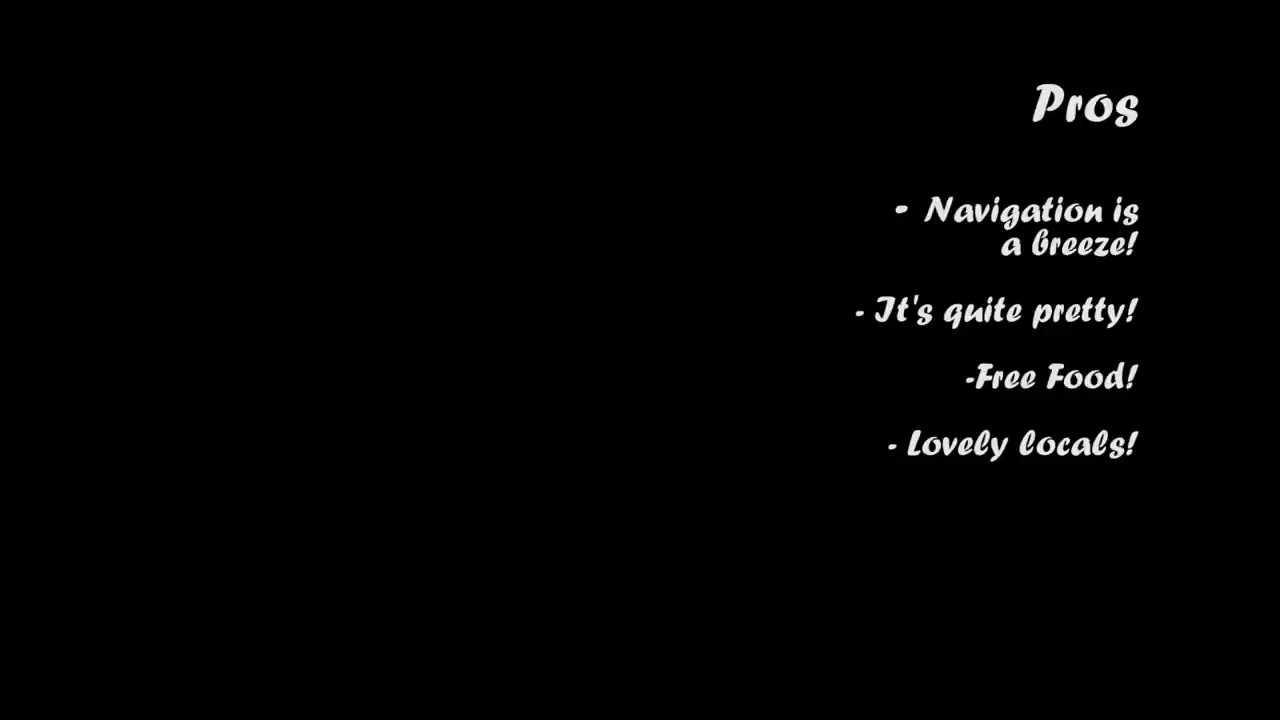 Pros
- Navigation is
a breeze!
- It's quite pretty!
-Free Food!
- Lovely locals!